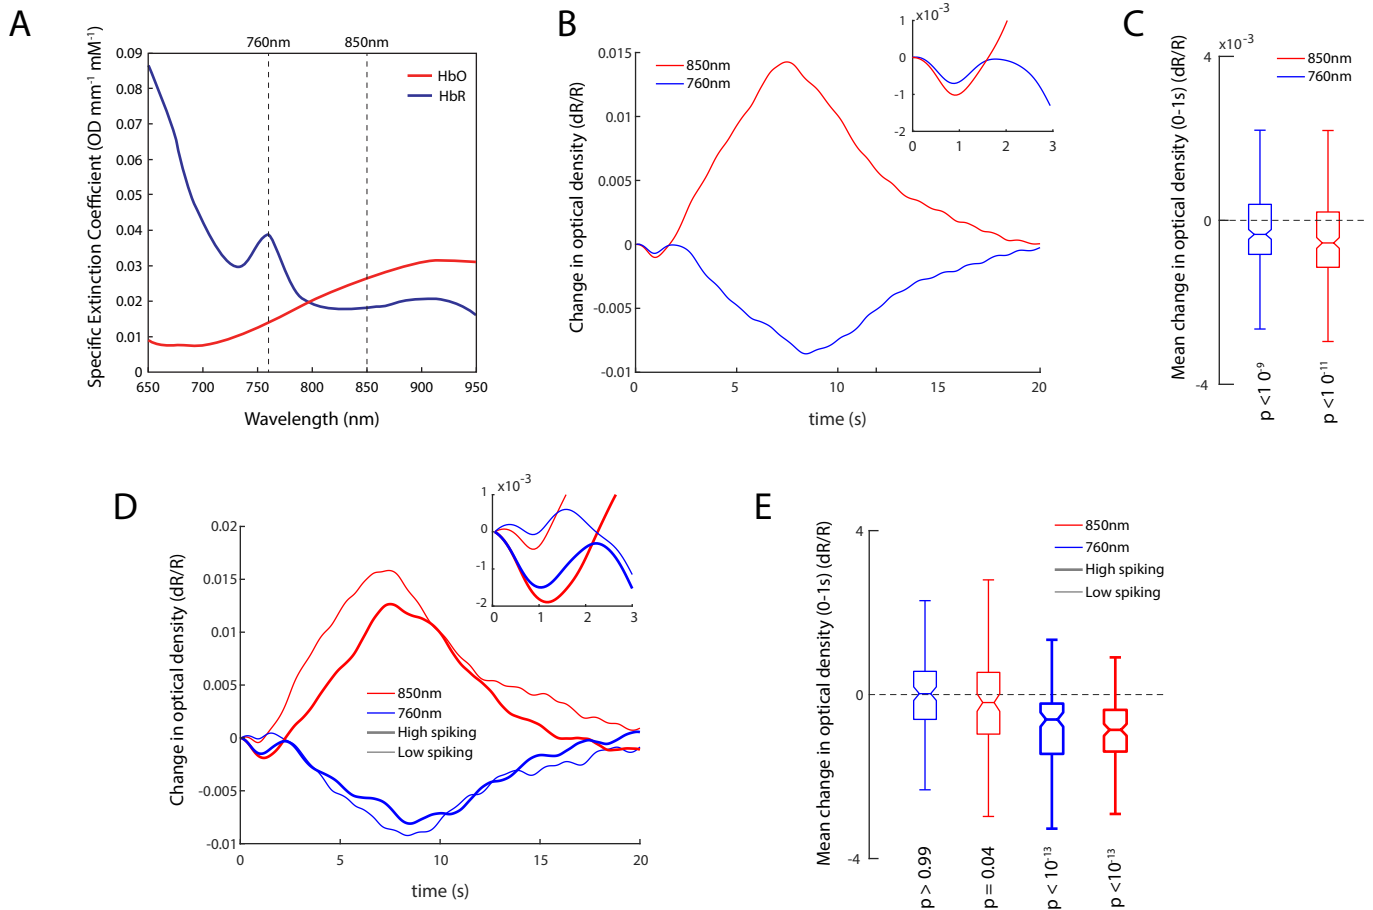 A
760nm
850nm
0.09
0.08
0.07
0.06
0.05
0.04
0.03
0.02
0.01
0
Specific Extinction Coefficient (OD mm⁻¹ mM⁻¹)
HbO
HbR
650
700
750
800
850
900
950
Wavelength (nm)
B
0.015
0.01
0.005
0
-0.005
-0.01
Change in optical density (dR/R)
850nm
760nm
0
5
10
15
20
time (s)
x10⁻³
1
0
-1
-2
0
1
2
3
C
x10⁻³
4
0
-4
Mean change in optical density (0-1s) (dR/R)
850nm
760nm
p <1 0⁻⁹
p <1 0⁻¹¹
D
0.02
0.015
0.01
0.005
0
-0.005
-0.01
Change in optical density (dR/R)
850nm
760nm
High spiking
Low spiking
0
5
10
15
20
time (s)
x10⁻³
1
0
-1
-2
0
1
2
3
E
4
0
-4
Mean change in optical density (0-1s) (dR/R)
850nm
760nm
High spiking
Low spiking
p > 0.99
p = 0.04
p < 10⁻¹³
p <10⁻¹³